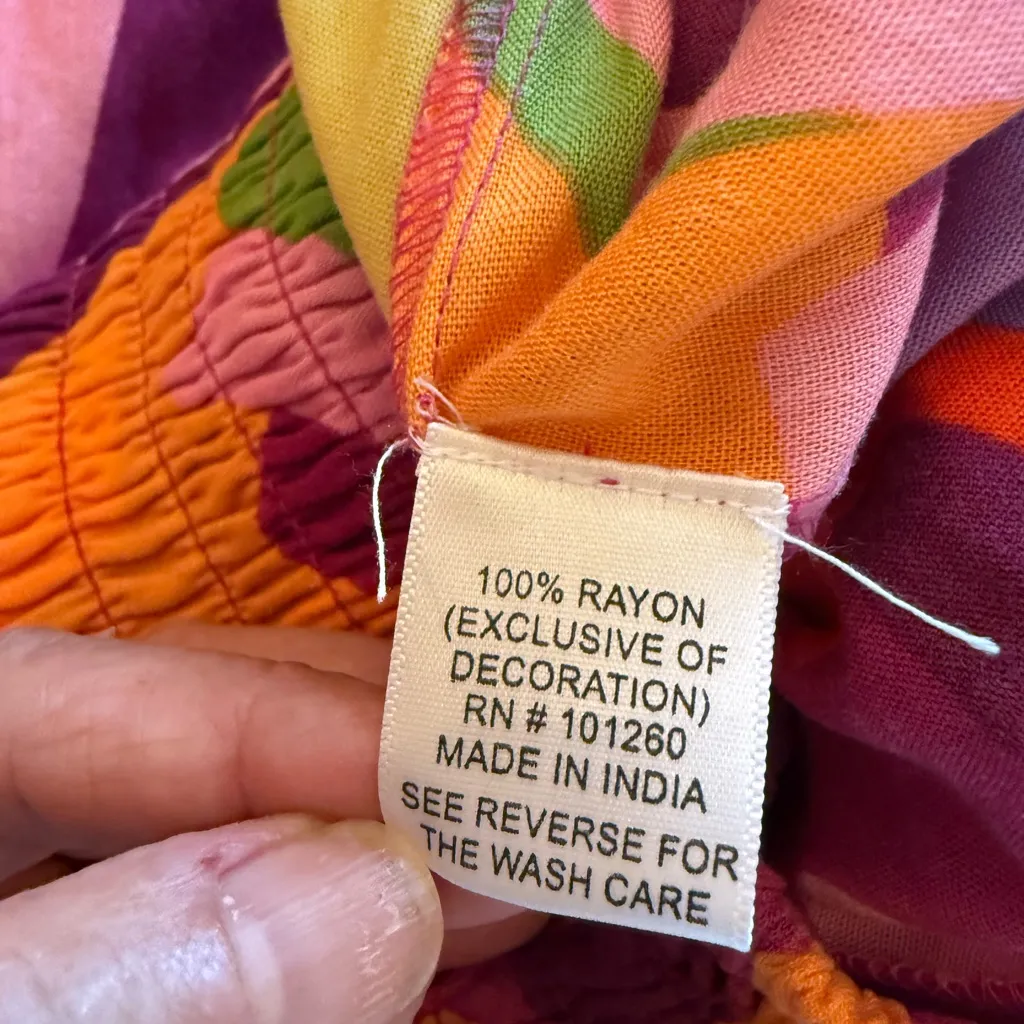 100% RAYON
(EXCLUSIVE OF
DECORATION)
RN # 101260
MADE IN INDIA
SEE REVERSE FOR
THE WASH CARE